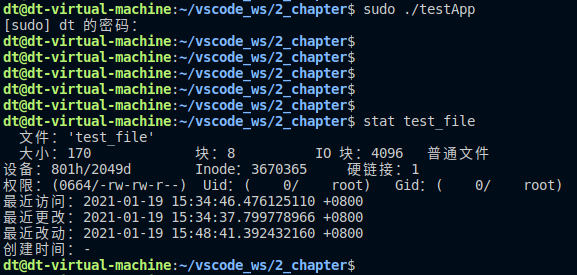 dt@dt-virtual-machine:~/vscode_ws/2_chapter$ sudo ./testApp
[sudo] dt 的密码：
dt@dt-virtual-machine:~/vscode_ws/2_chapter$
dt@dt-virtual-machine:~/vscode_ws/2_chapter$
dt@dt-virtual-machine:~/vscode_ws/2_chapter$
dt@dt-virtual-machine:~/vscode_ws/2_chapter$
dt@dt-virtual-machine:~/vscode_ws/2_chapter$ stat test_file
文件：'test_file'
大小：170 块：8 IO 块：4096 普通文件
设备：801h/2049d Inode：3670365 硬链接：1
权限：(0664/-rw-rw-r--) Uid：( 0/ root) Gid：( 0/ root)
最近访问：2021-01-19 15:34:46.476125110 +0800
最近更改：2021-01-19 15:34:37.799778966 +0800
最近改动：2021-01-19 15:48:41.392432160 +0800
创建时间：-
dt@dt-virtual-machine:~/vscode_ws/2_chapter$